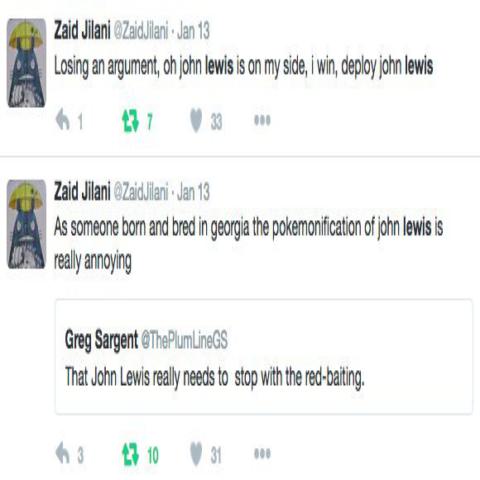 Zaid Jilani @ZaidJilani · Jan 13
Losing an argument, oh john lewis is on my side, i win, deploy john lewis
1 7 33
Zaid Jilani @ZaidJilani · Jan 13
As someone born and bred in georgia the pokemonification of john lewis is
really annoying
Greg Sargent @ThePlumLineGS
That John Lewis really needs to stop with the red-baiting.
3 10 31